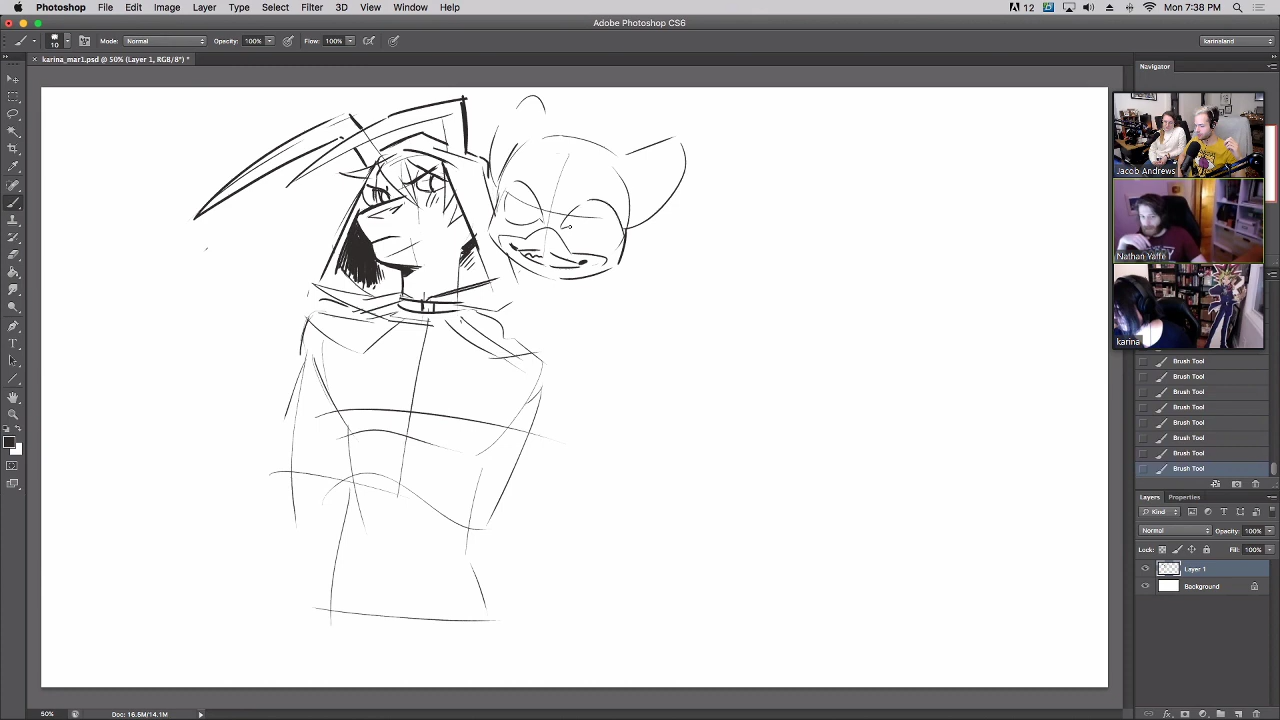 Photoshop File Edit Image Layer Type Select Filter 3D View Window Help 12 Mon 7:38 PM
Adobe Photoshop CS6
10 Mode: Normal Opacity: 100% Flow: 100% karinaland
karina_mar1.psd @ 50% (Layer 1, RGB/8*) *
Navigator
Jacob Andrews
Nathan Yaffe
karina
Brush Tool
Brush Tool
Brush Tool
Brush Tool
Brush Tool
Brush Tool
Brush Tool
Brush Tool
Layers Properties
Kind
Normal Opacity: 100%
Lock: Fill: 100%
Layer 1
Background
50% Doc: 16.5M/14.1M